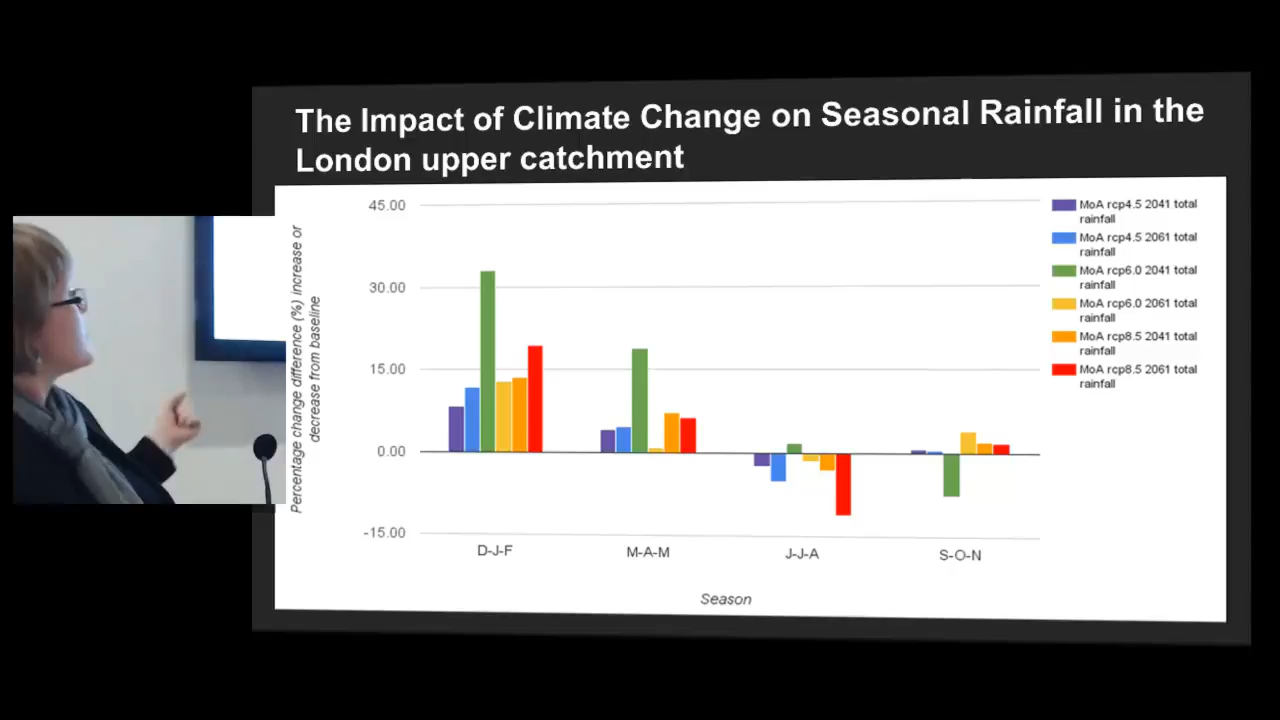 The Impact of Climate Change on Seasonal Rainfall in the
London upper catchment
Percentage change difference (%) increase or
decrease from baseline
45.00
30.00
15.00
0.00
-15.00
D-J-F
M-A-M
J-J-A
S-O-N
Season
MoA rcp4.5 2041 total
rainfall
MoA rcp4.5 2061 total
rainfall
MoA rcp6.0 2041 total
rainfall
MoA rcp6.0 2061 total
rainfall
MoA rcp8.5 2041 total
rainfall
MoA rcp8.5 2061 total
rainfall